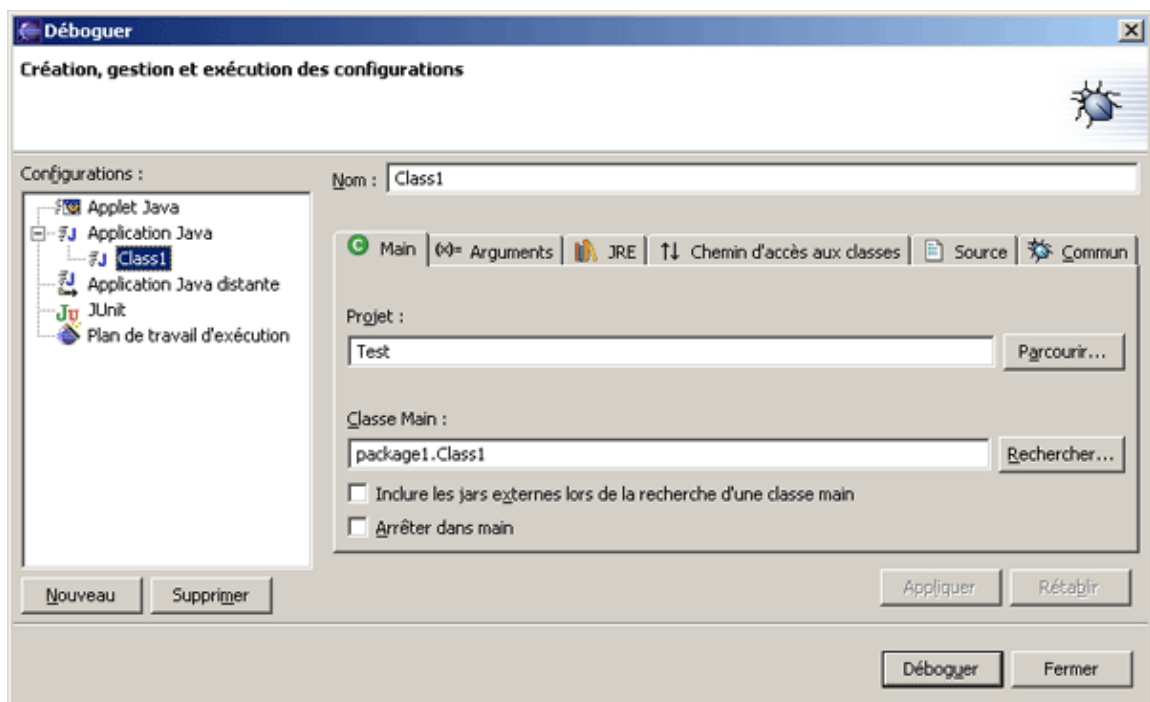 Déboguer
Création, gestion et exécution des configurations
Configurations :
Applet Java
Application Java
Class1
Application Java distante
JUnit
Plan de travail d'exécution
Nouveau
Supprimer
Nom : Class1
Main (x)= Arguments JRE Chemin d'accès aux classes Source Commun
Projet :
Test Parcourir...
Classe Main :
package1.Class1 Rechercher...
Inclure les jars externes lors de la recherche d'une classe main
Arrêter dans main
Appliquer Rétablir
Déboguer Fermer